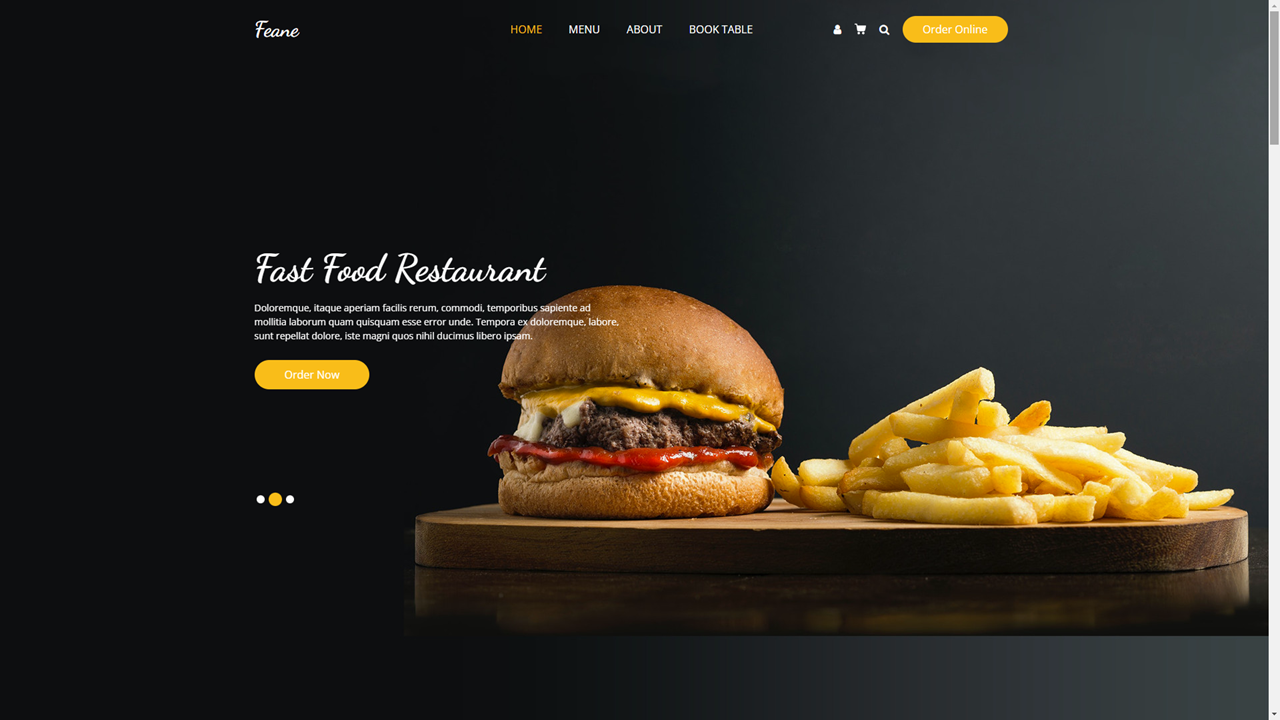 Feane
HOME MENU ABOUT BOOK TABLE
Order Online
Fast Food Restaurant
Doloremque, itaque aperiam facilis rerum, commodi, temporibus sapiente ad
mollitia laborum quam quisquam esse error unde. Tempora ex doloremque, labore,
sunt repellat dolore, iste magni quos nihil ducimus libero ipsam.
Order Now